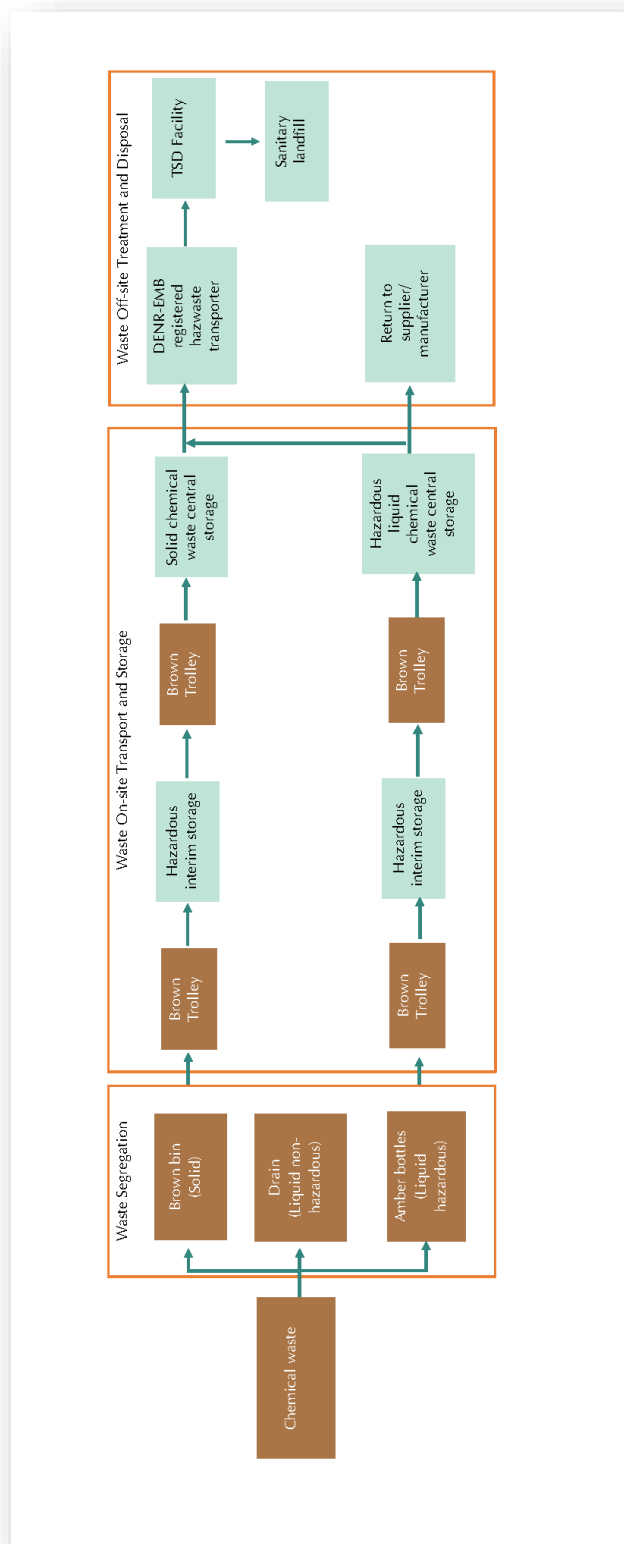 Chemical waste
Waste Segregation
Brown bin
(Solid)
Drain
(Liquid non-
hazardous)
Amber bottles
(Liquid
hazardous)
Waste On-site Transport and Storage
Brown
Trolley
Hazardous
interim storage
Brown
Trolley
Solid chemical
waste central
storage
Brown
Trolley
Hazardous
interim storage
Brown
Trolley
Hazardous
liquid
chemical
waste central
storage
Waste Off-site Treatment and Disposal
DENR-EMB
registered
hazwaste
transporter
TSD Facility
Sanitary
landfill
Return to
supplier/
manufacturer